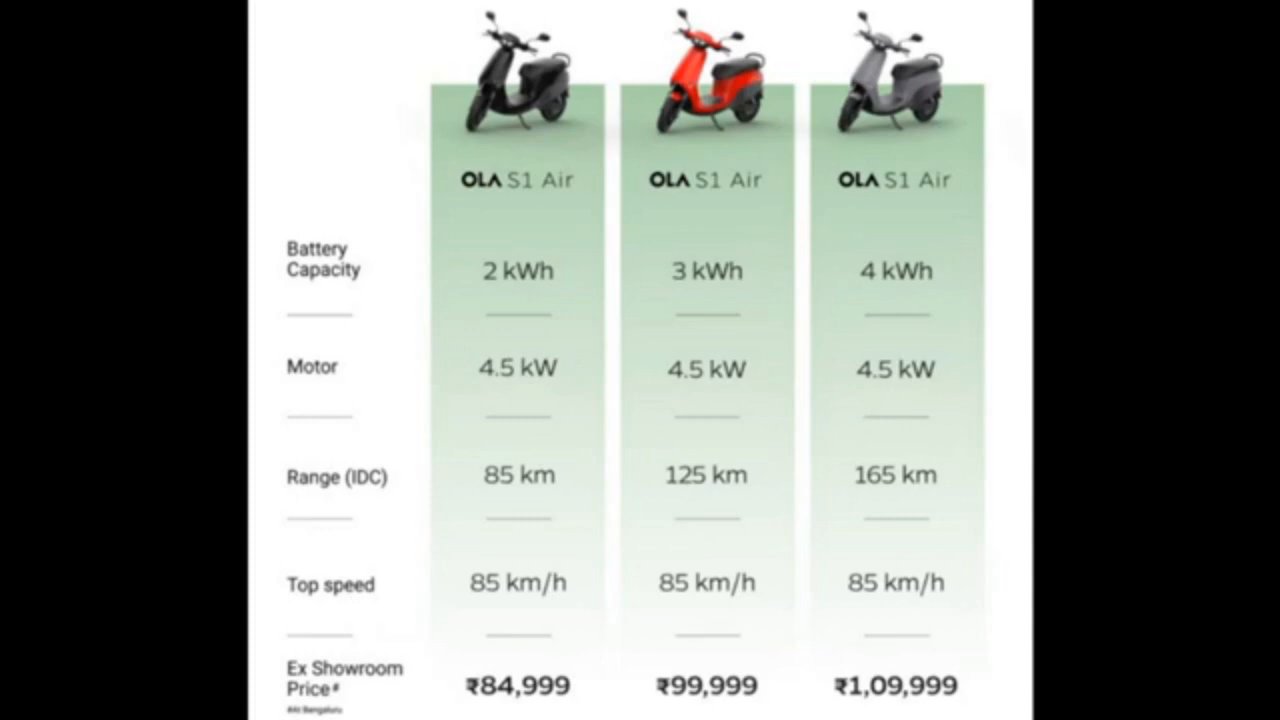 OLA S1 Air OLA S1 Air OLA S1 Air
Battery
Capacity
2 kWh 3 kWh 4 kWh
Motor 4.5 kW 4.5 kW 4.5 kW
Range (IDC) 85 km 125 km 165 km
Top speed 85 km/h 85 km/h 85 km/h
Ex Showroom
Price#
₹84,999 ₹99,999 ₹1,09,999
#At Bengaluru